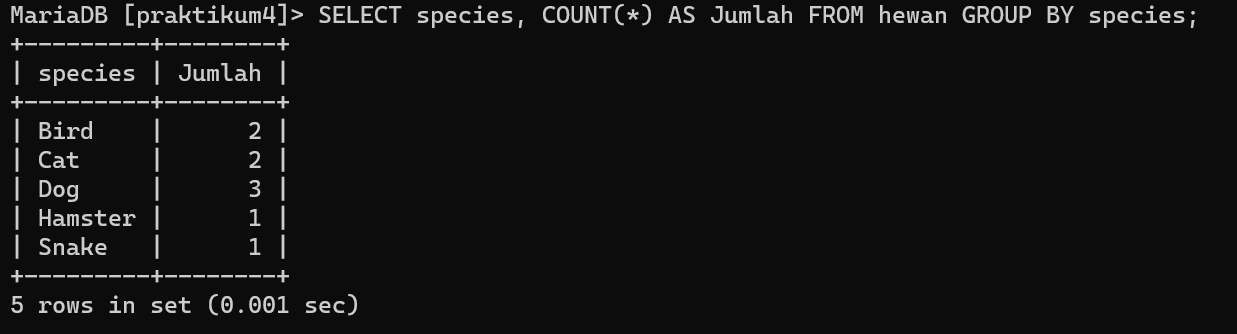 MariaDB [praktikum4]> SELECT species, COUNT(*) AS Jumlah FROM hewan GROUP BY species;
+---------+--------+
| species | Jumlah |
+---------+--------+
| Bird    |      2 |
| Cat     |      2 |
| Dog     |      3 |
| Hamster |      1 |
| Snake   |      1 |
+---------+--------+
5 rows in set (0.001 sec)